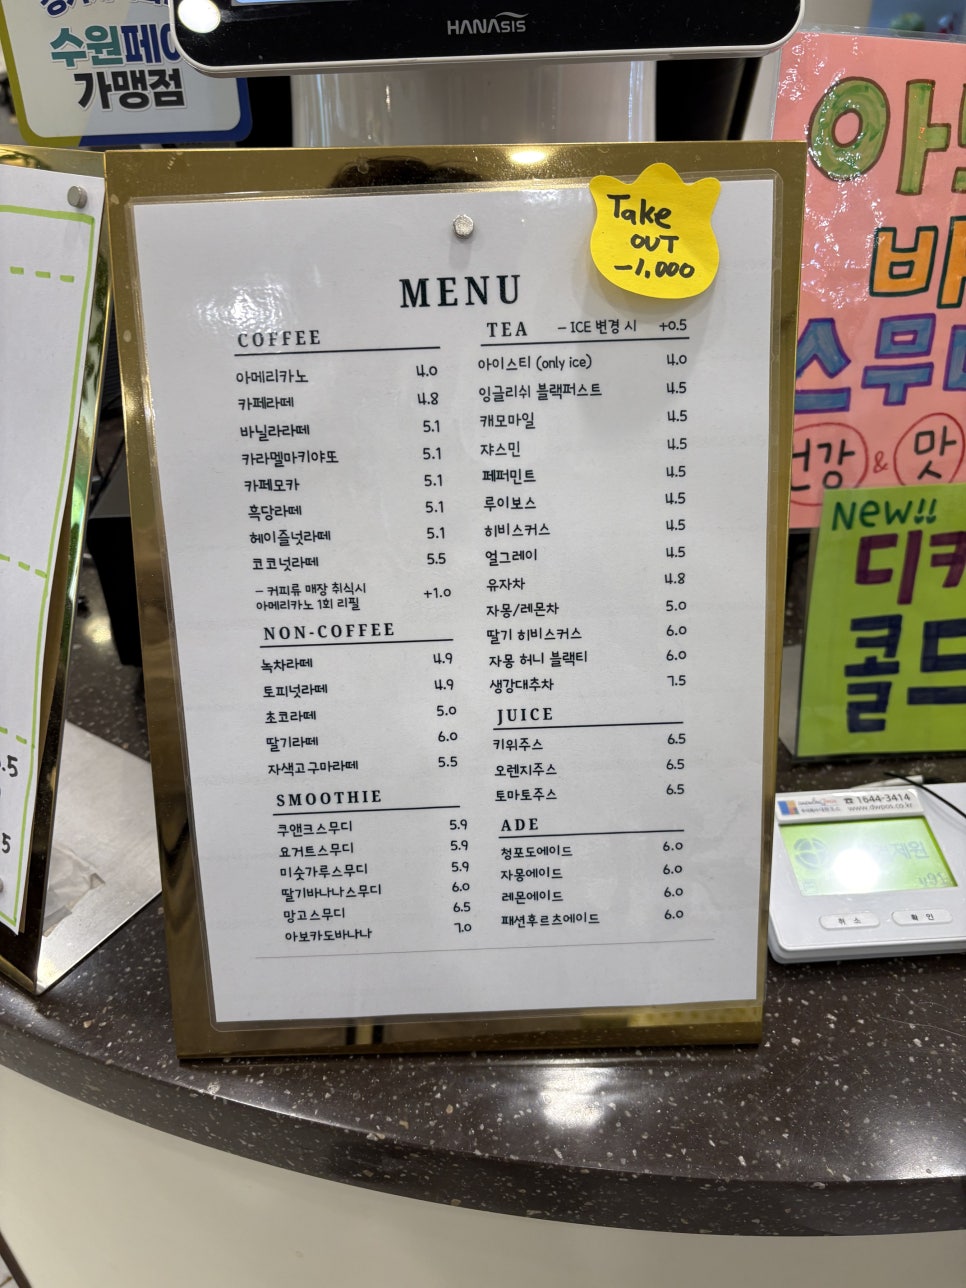 수원페이
가맹점
HANAsis
Take
OUT
-1,000
MENU
COFFEE
아메리카노 4.0
카페라떼 4.8
바닐라라떼 5.1
카라멜마키야또 5.1
카페모카 5.1
흑당라떼 5.1
헤이즐넛라떼 5.1
코코넛라떼 5.5
- 커피류 매장 취식시
아메리카노 1회 리필 +1.0
NON-COFFEE
녹차라떼 4.9
토피넛라떼 4.9
초코라떼 5.0
딸기라떼 6.0
자색고구마라떼 5.5
SMOOTHIE
쿠앤크스무디 5.9
요거트스무디 5.9
미숫가루스무디 5.9
딸기바나나스무디 6.0
망고스무디 6.5
아보카도바나나 7.0
TEA - ICE 변경 시 +0.5
아이스티 (only ice) 4.0
잉글리쉬 블랙퍼스트 4.5
캐모마일 4.5
쟈스민 4.5
페퍼민트 4.5
루이보스 4.5
히비스커스 4.5
얼그레이 4.5
유자차 4.8
자몽/레몬차 5.0
딸기 히비스커스 6.0
자몽 허니 블랙티 6.0
생강대추차 7.5
JUICE
키위주스 6.5
오렌지주스 6.5
토마토주스 6.5
ADE
청포도에이드 6.0
자몽에이드 6.0
레몬에이드 6.0
패션후르츠에이드 6.0
아
바
스무
건강 & 맛
New!!
디카
콜드
☎ 1644-3414
www.dwpos.co.kr
취 소
확 인
.5
5